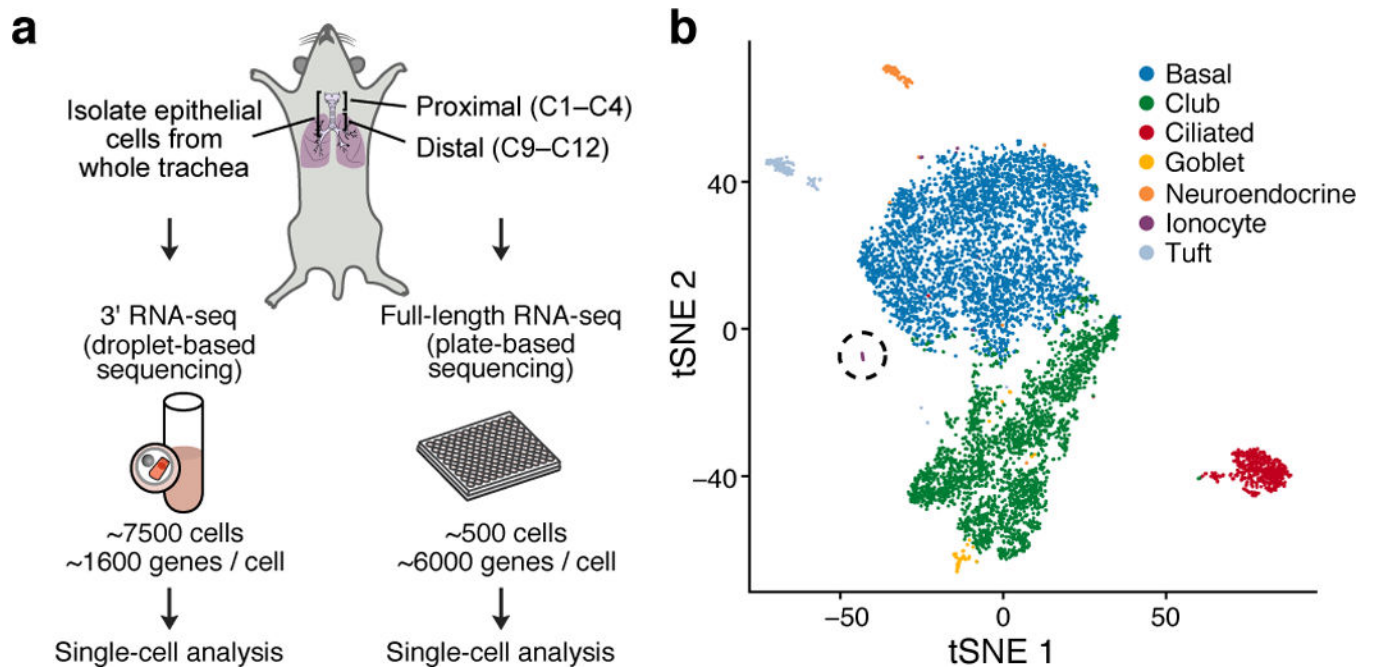 a
Isolate epithelial
cells from
whole trachea
Proximal (C1–C4)
Distal (C9–C12)
3' RNA-seq
(droplet-based
sequencing)
~7500 cells
~1600 genes / cell
Single-cell analysis
Full-length RNA-seq
(plate-based
sequencing)
~500 cells
~6000 genes / cell
Single-cell analysis
b
Basal
Club
Ciliated
Goblet
Neuroendocrine
Ionocyte
Tuft
tSNE 2
40
0
−40
−50
0
50
tSNE 1